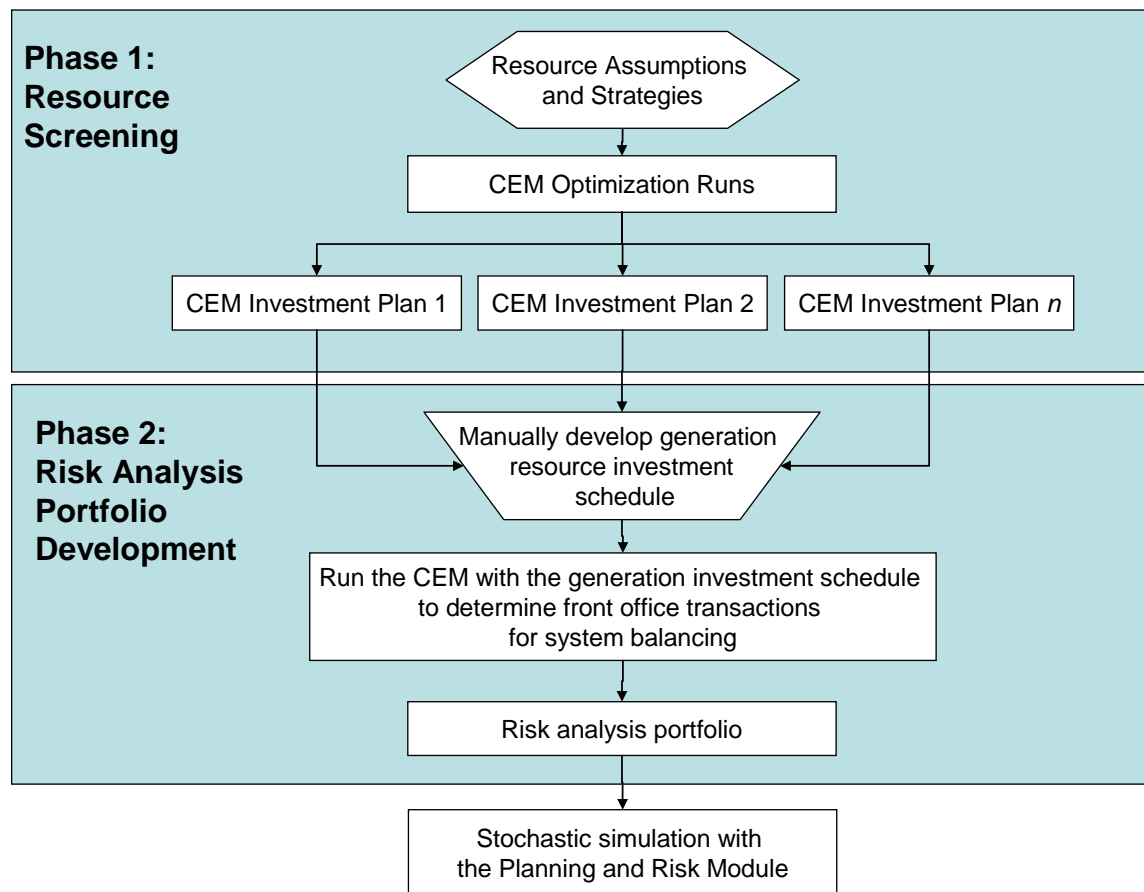 Phase 1:
Resource
Screening
Resource Assumptions
and Strategies
CEM Optimization Runs
CEM Investment Plan 1
CEM Investment Plan 2
CEM Investment Plan n
Phase 2:
Risk Analysis
Portfolio
Development
Manually develop generation
resource investment
schedule
Run the CEM with the generation investment schedule
to determine front office transactions
for system balancing
Risk analysis portfolio
Stochastic simulation with
the Planning and Risk Module